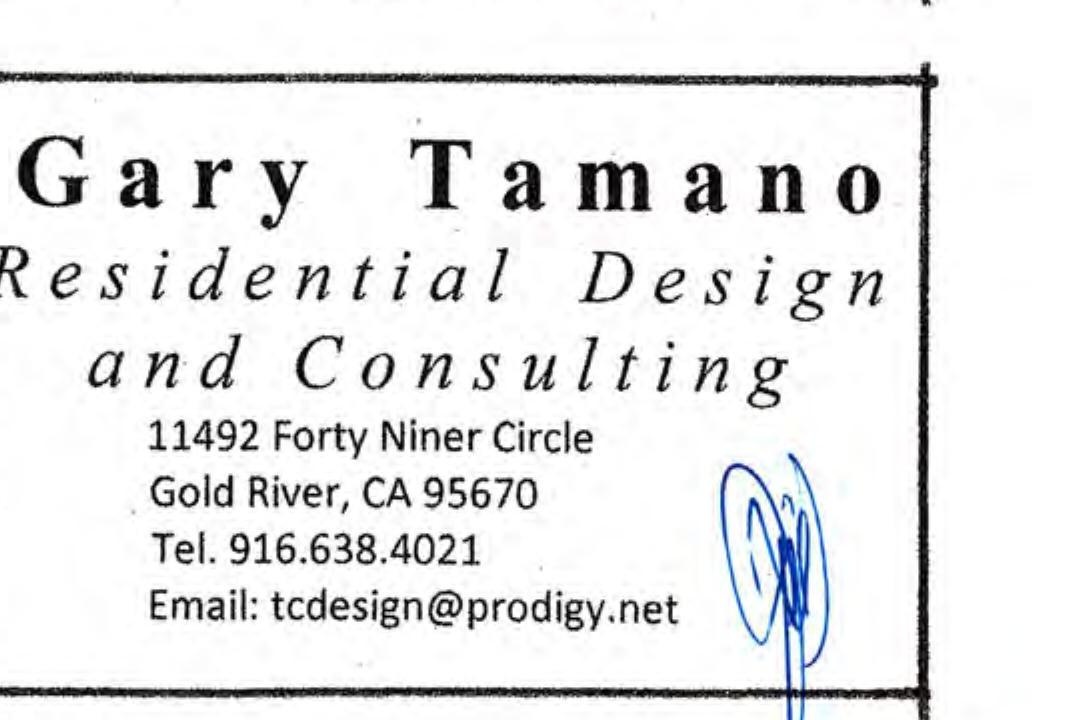 Gary Tamano
Residential Design
and Consulting
11492 Forty Niner Circle
Gold River, CA 95670
Tel. 916.638.4021
Email: tcdesign@prodigy.net